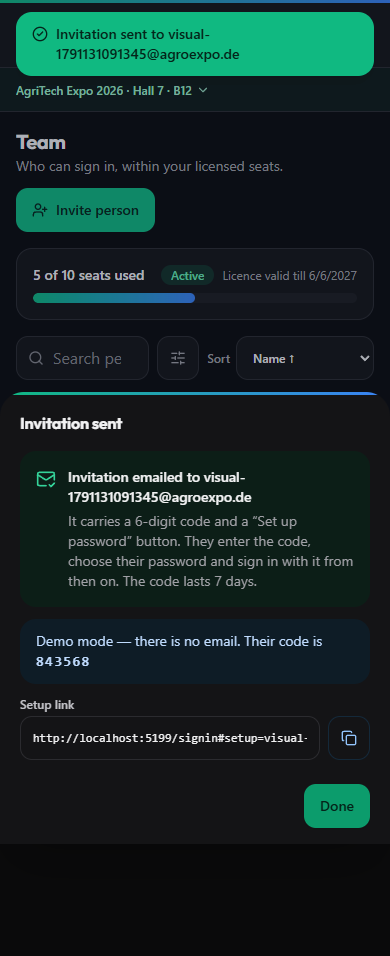 Invitation sent to visual-
1791131091345@agroexpo.de
AgriTech Expo 2026 · Hall 7 · B12
Team
Who can sign in, within your licensed seats.
Invite person
5 of 10 seats used Active Licence valid till 6/6/2027
Search pe Sort Name ↑
Invitation sent
Invitation emailed to visual-
1791131091345@agroexpo.de
It carries a 6-digit code and a “Set up
password” button. They enter the code,
choose their password and sign in with it from
then on. The code lasts 7 days.
Demo mode — there is no email. Their code is
843568
Setup link
http://localhost:5199/signin#setup=visual-
Done